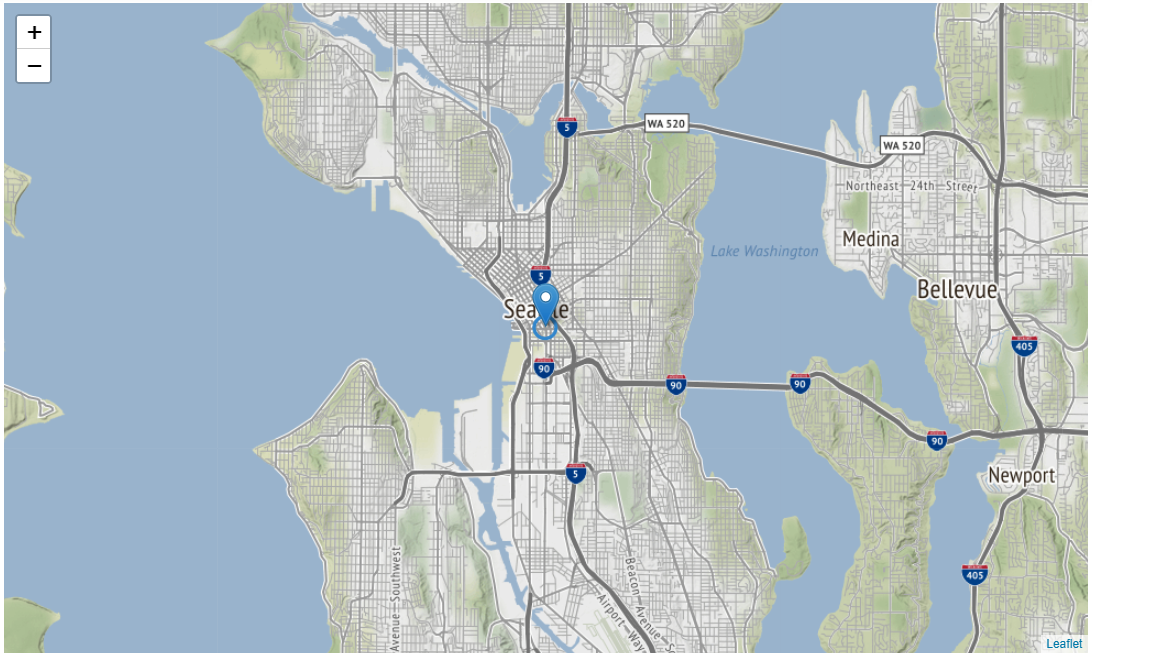 +
−
5
WA 520
WA 520
Northeast 24th Street
Medina
Lake Washington
5
Bellevue
Seattle
405
90
90
90
90
5
Newport
405
Avenue Southwest
Beacon Avenue S
Airport Way
Leaflet